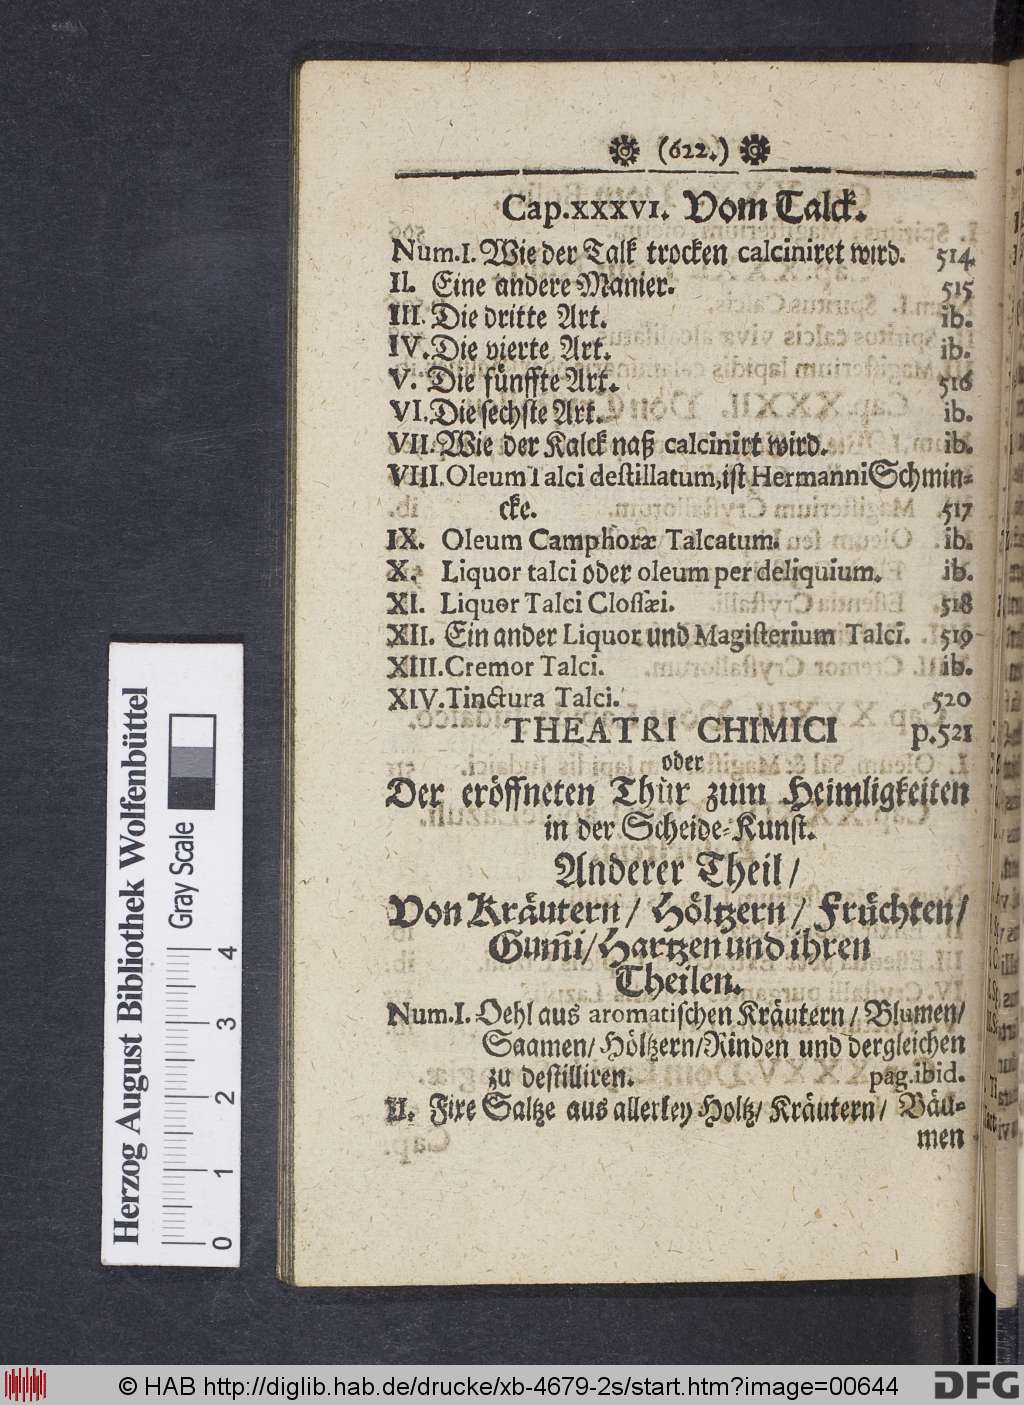 (622.)
Cap. XXXVI. Vom Talck.
Num. I. Wie der Talk trocken calciniret wird. 514.
II. Eine andere Manier. 515
III. Die dritte Art. ib.
IV. Die vierte Art. ib.
V. Die fünffte Art. 516
VI. Die sechste Art. ib.
VII. Wie der Kalck naß calcinirt wird. ib.
VIII. Oleum Talci destillatum, ist Hermanni Schmin-
cke. 517
IX. Oleum Camphoræ Talcatum. ib.
X. Liquor talci oder oleum per deliquium. ib.
XI. Liquor Talci Clossæi. 518
XII. Ein ander Liquor und Magisterium Talci. 519
XIII. Cremor Talci. ib.
XIV. Tinctura Talci. 520
THEATRI CHIMICI p. 521
oder
Der eröffneten Thür zum Heimligkeiten
in der Scheide-Kunst.
Anderer Theil /
Von Kräutern / Höltzern / Früchten /
Gum̃i / Hartzen und ihren
Theilen.
Num. I. Oehl aus aromatischen Kräutern / Blumen /
Saamen / Höltzern / Rinden und dergleichen
zu destilliren. pag. ibid.
II. Fixe Saltze aus allerley Holtz / Kräutern / Bäu-
men
Herzog August Bibliothek Wolfenbüttel
Gray Scale
0 1 2 3 4
© HAB http://diglib.hab.de/drucke/xb-4679-2s/start.htm?image=00644
DFG